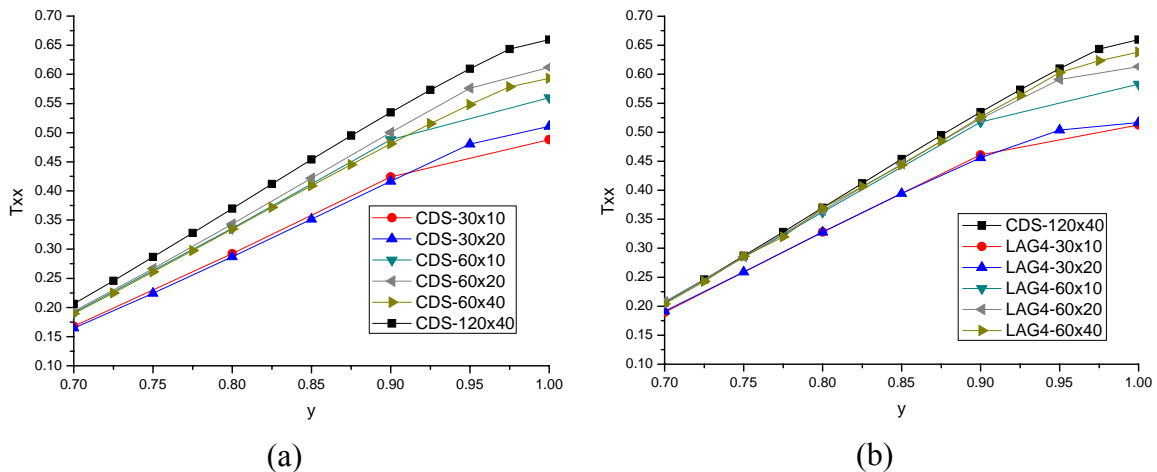 0.70
0.65
0.60
0.55
0.50
0.45
0.40
0.35
0.30
0.25
0.20
0.15
0.10
Txx
0.70 0.75 0.80 0.85 0.90 0.95 1.00
y
CDS-30x10
CDS-30x20
CDS-60x10
CDS-60x20
CDS-60x40
CDS-120x40
(a)
0.70
0.65
0.60
0.55
0.50
0.45
0.40
0.35
0.30
0.25
0.20
0.15
0.10
Txx
0.70 0.75 0.80 0.85 0.90 0.95 1.00
y
CDS-120x40
LAG4-30x10
LAG4-30x20
LAG4-60x10
LAG4-60x20
LAG4-60x40
(b)